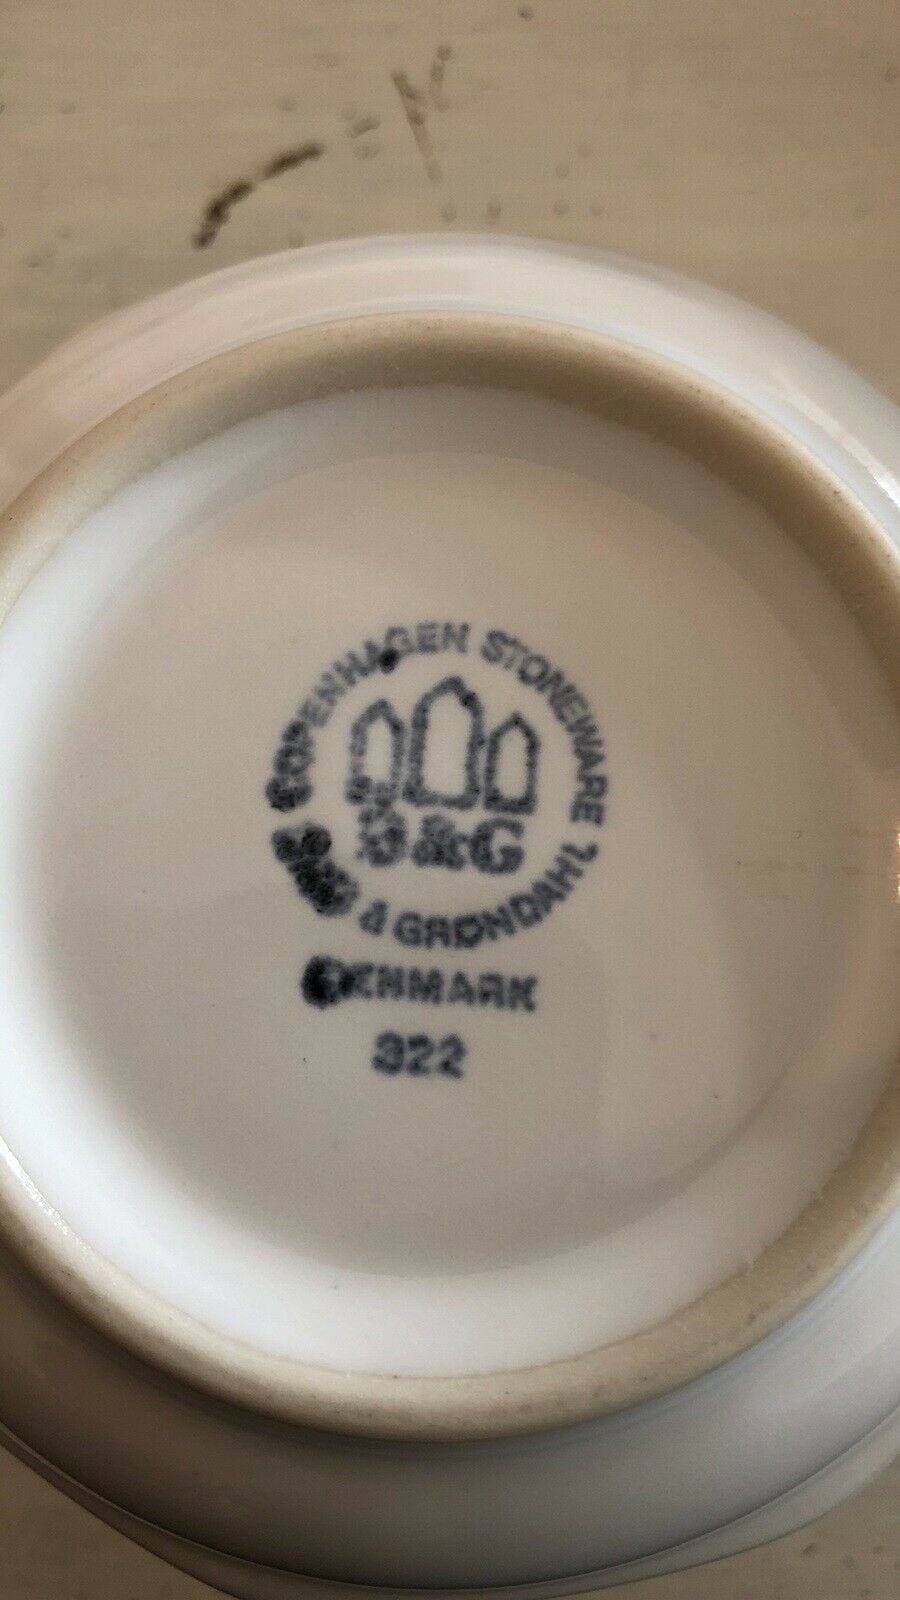 COPENHAGEN STONEWARE
B&G
& GRØNDAHL
DENMARK
322